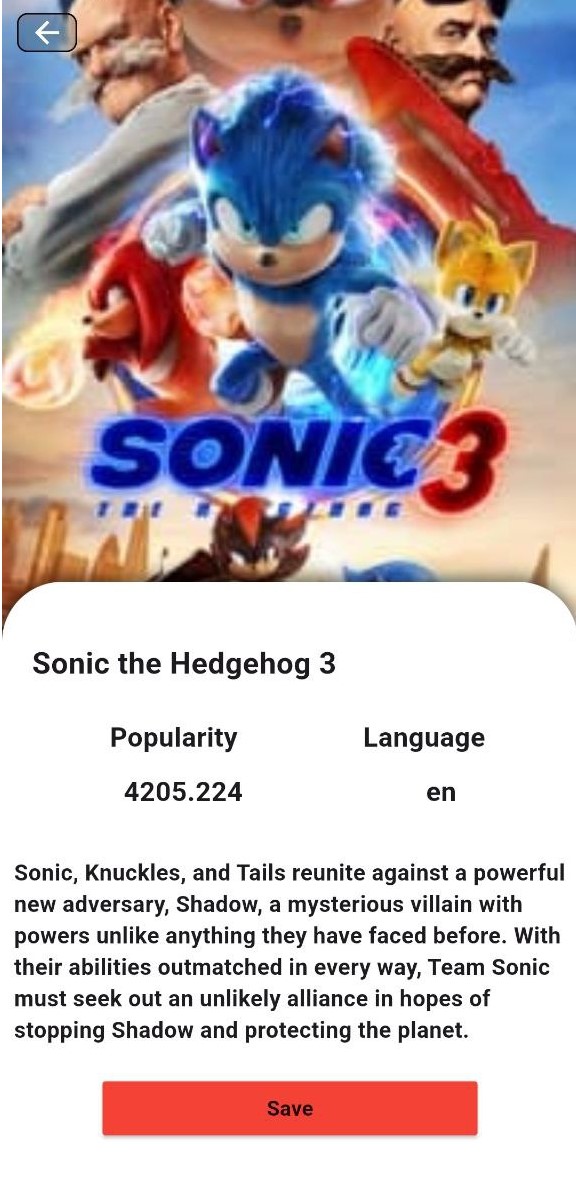 SONIC 3
THE
Sonic the Hedgehog 3
Popularity Language
4205.224 en
Sonic, Knuckles, and Tails reunite against a powerful
new adversary, Shadow, a mysterious villain with
powers unlike anything they have faced before. With
their abilities outmatched in every way, Team Sonic
must seek out an unlikely alliance in hopes of
stopping Shadow and protecting the planet.
Save